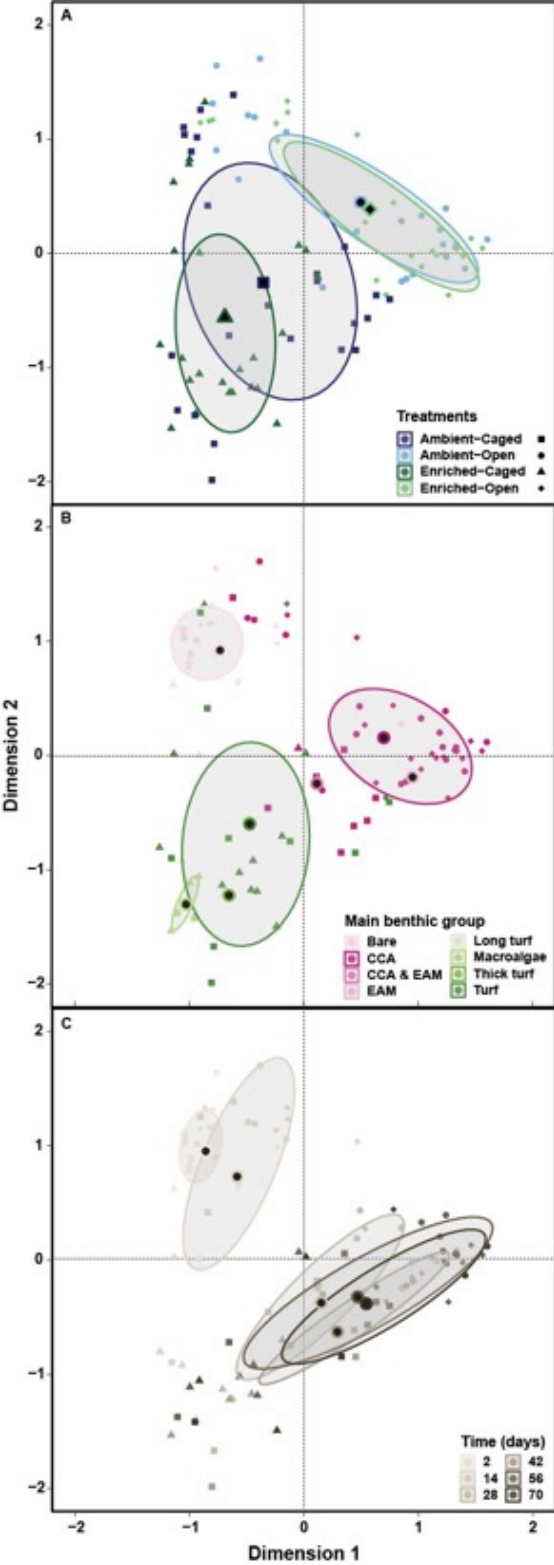 A
2
1
0
−1
−2
Treatments
Ambient−Caged
Ambient−Open
Enriched−Caged
Enriched−Open
B
2
1
0
−1
−2
Dimension 2
Main benthic group
Bare
CCA
CCA & EAM
EAM
Long turf
Macroalgae
Thick turf
Turf
C
2
1
0
−1
−2
Time (days)
2 42
14 56
28 70
−2 −1 0 1 2
Dimension 1